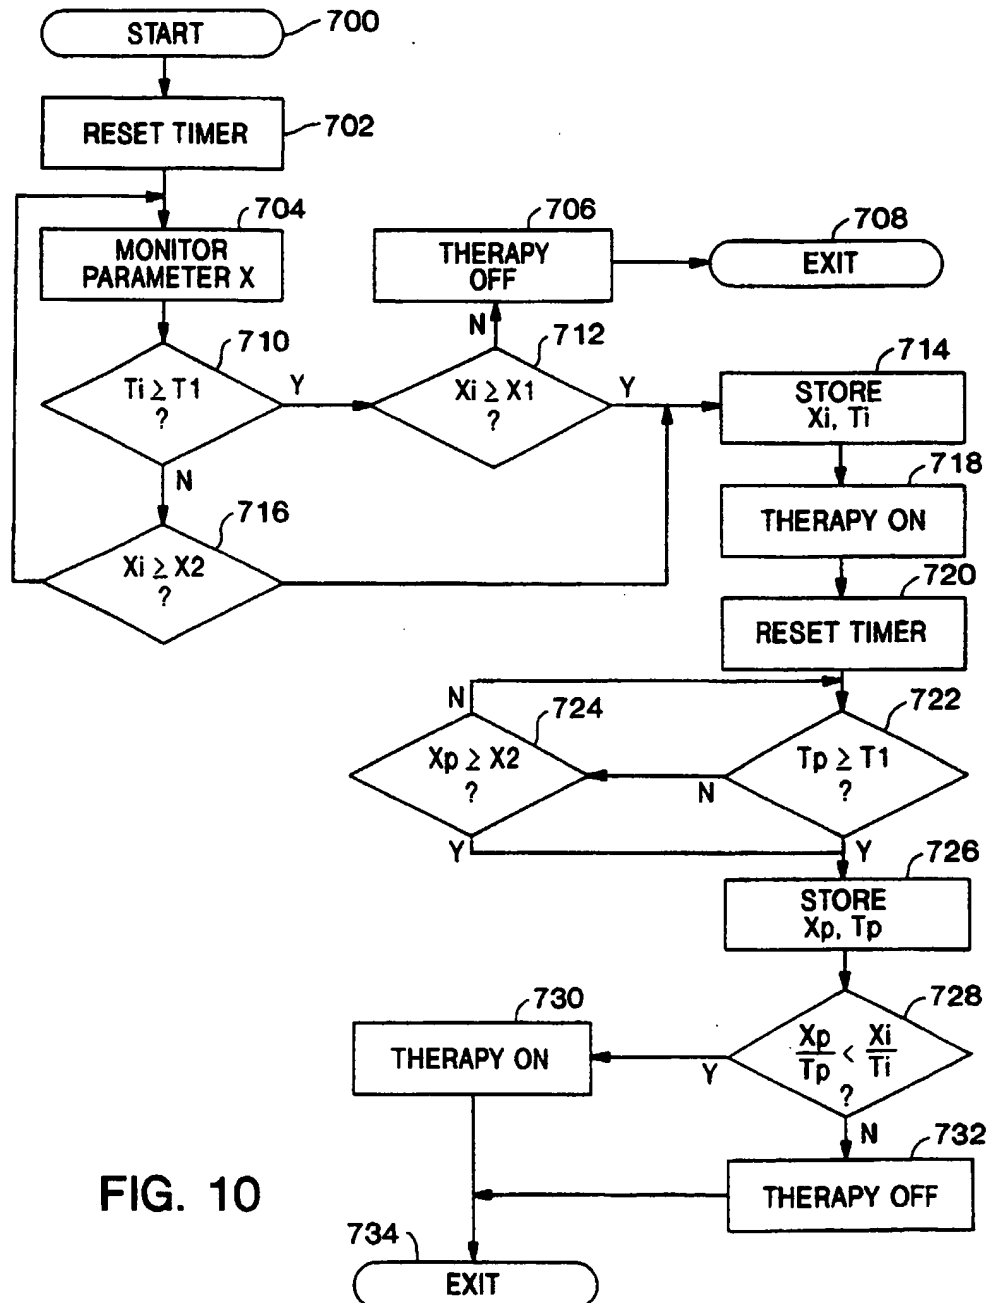 START
700
RESET TIMER
702
704
MONITOR
PARAMETER X
706
THERAPY
OFF
708
EXIT
710
Ti ≥ T1
?
Y
N
712
Xi ≥ X1
?
N
Y
714
STORE
Xi, Ti
716
Xi ≥ X2
?
718
THERAPY ON
720
RESET TIMER
722
Tp ≥ T1
?
N
Y
724
Xp ≥ X2
?
N
Y
726
STORE
Xp, Tp
728
Xp/Tp < Xi/Ti
?
Y
N
730
THERAPY ON
732
THERAPY OFF
734
EXIT
FIG. 10